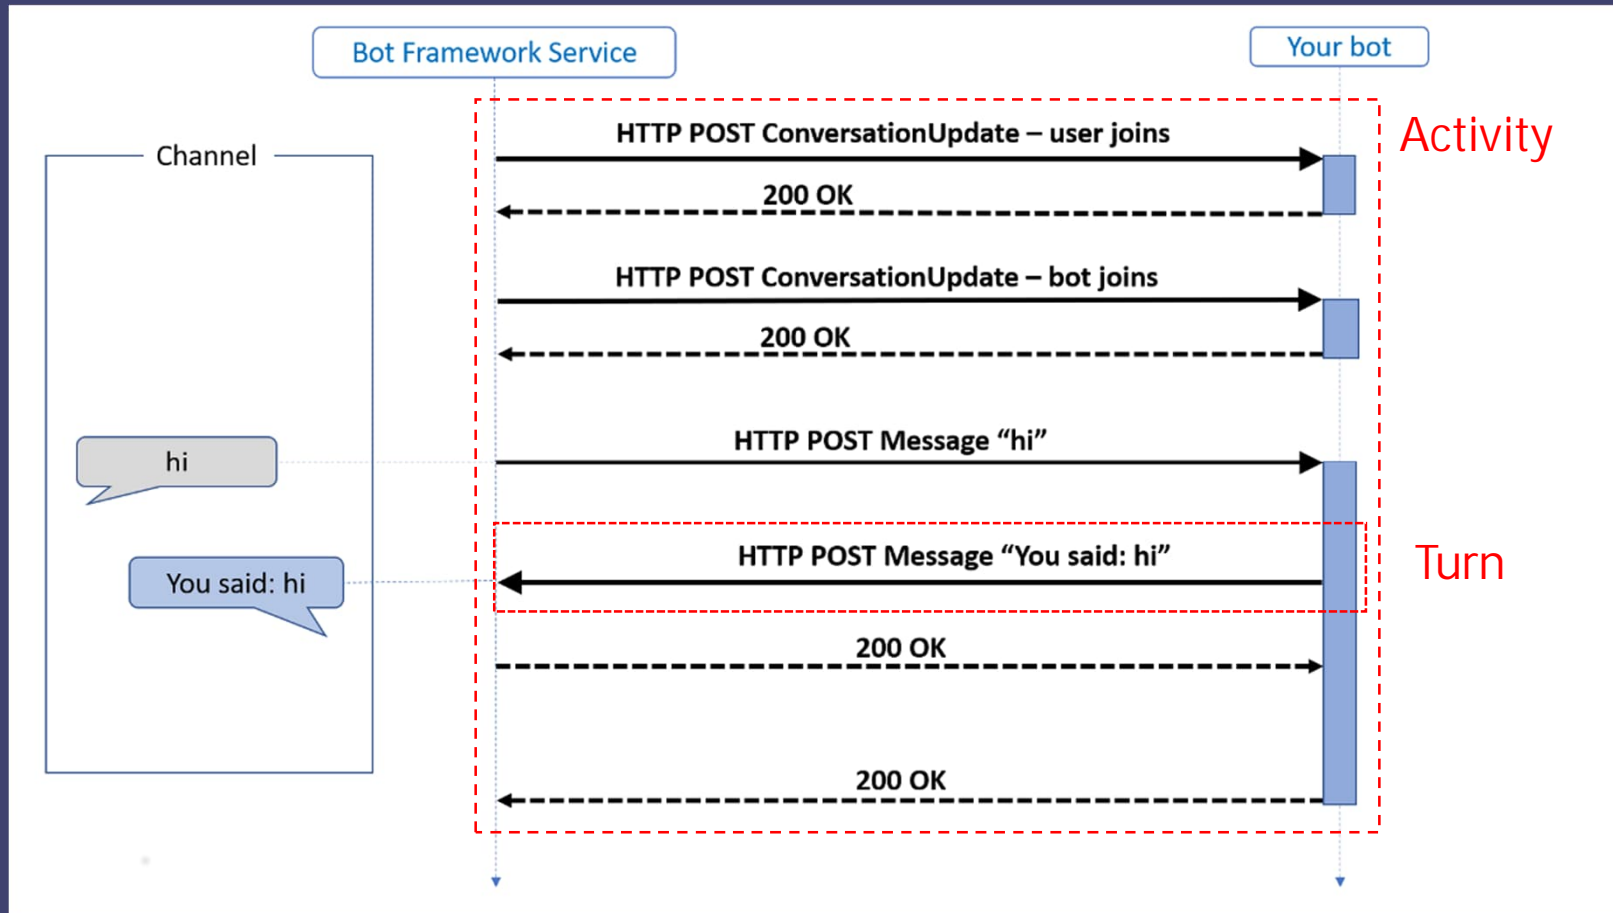 Bot Framework Service
Your bot
HTTP POST ConversationUpdate – user joins
Activity
Channel
200 OK
HTTP POST ConversationUpdate – bot joins
200 OK
HTTP POST Message “hi”
hi
HTTP POST Message “You said: hi”
Turn
You said: hi
200 OK
200 OK